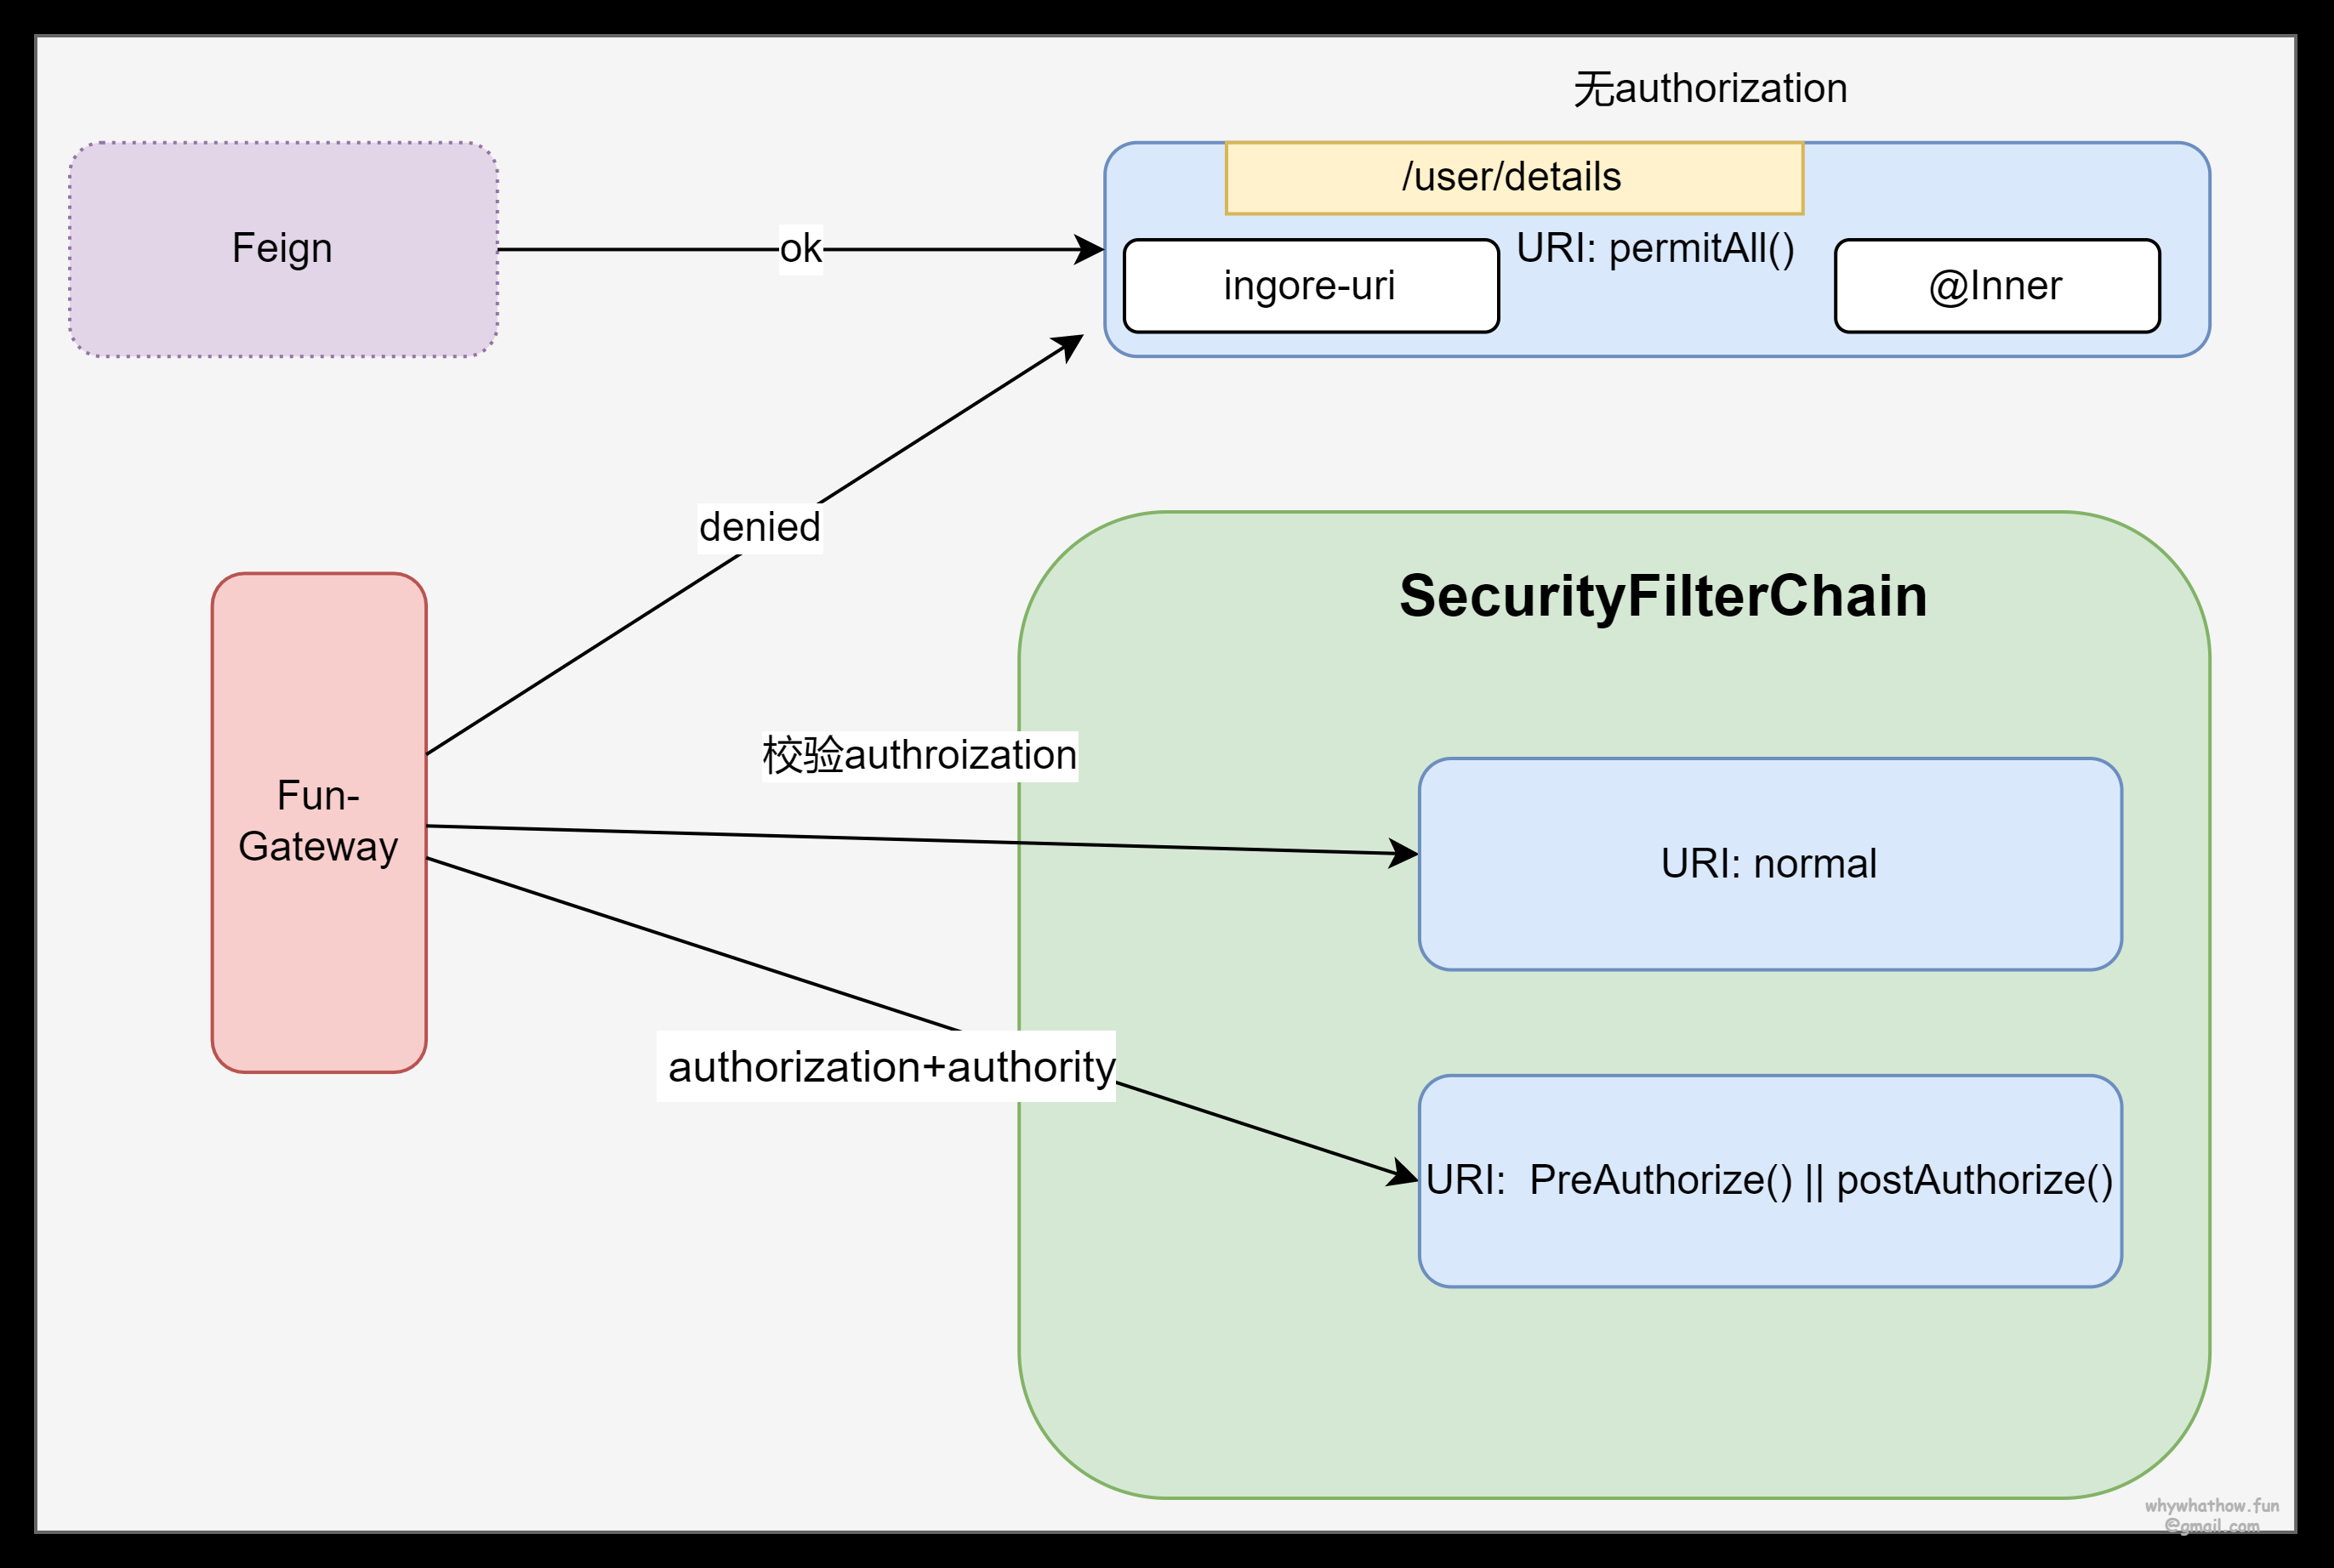 无authorization
/user/details
Feign
ok
URI: permitAll()
ingore-uri
@Inner
denied
SecurityFilterChain
校验authroization
Fun-
Gateway
URI: normal
authorization+authority
URI:  PreAuthorize() || postAuthorize()
whywhathow.fun
@gmail.com